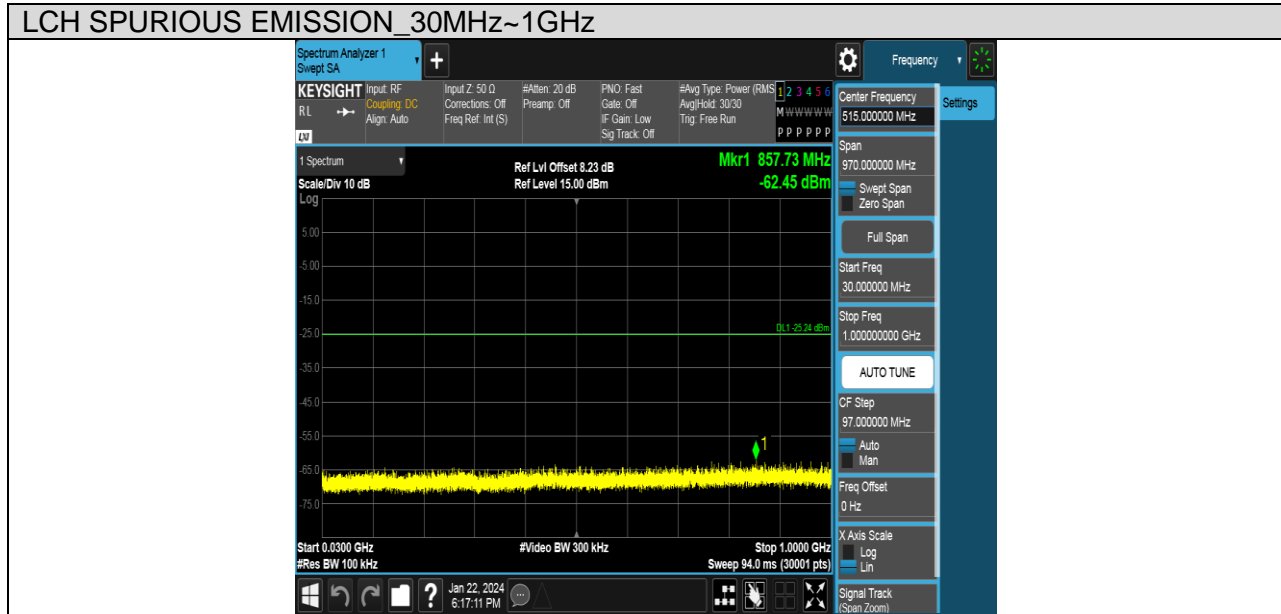 LCH SPURIOUS EMISSION_30MHz~1GHz
Spectrum Analyzer 1
Swept SA
+
Frequency
KEYSIGHT
RL
LXI
Input: RF
Coupling: DC
Align: Auto
Input Z: 50 Ω
Corrections: Off
Freq Ref: Int (S)
#Atten: 20 dB
Preamp: Off
PNO: Fast
Gate: Off
IF Gain: Low
Sig Track: Off
#Avg Type: Power (RMS
Avg|Hold: 30/30
Trig: Free Run
1 2 3 4 5 6
M W W W W W
P P P P P P
1 Spectrum
Scale/Div 10 dB
Ref Lvl Offset 8.23 dB
Ref Level 15.00 dBm
Mkr1 857.73 MHz
-62.45 dBm
Log
5.00
-5.00
-15.0
-25.0
DL1 -25.24 dBm
-35.0
-45.0
-55.0
1
-65.0
-75.0
Start 0.0300 GHz
#Video BW 300 kHz
Stop 1.0000 GHz
#Res BW 100 kHz
Sweep 94.0 ms (30001 pts)
?
Jan 22, 2024
6:17:11 PM
Center Frequency
515.000000 MHz
Settings
Span
970.000000 MHz
Swept Span
Zero Span
Full Span
Start Freq
30.000000 MHz
Stop Freq
1.000000000 GHz
AUTO TUNE
CF Step
97.000000 MHz
Auto
Man
Freq Offset
0 Hz
X Axis Scale
Log
Lin
Signal Track
(Span Zoom)